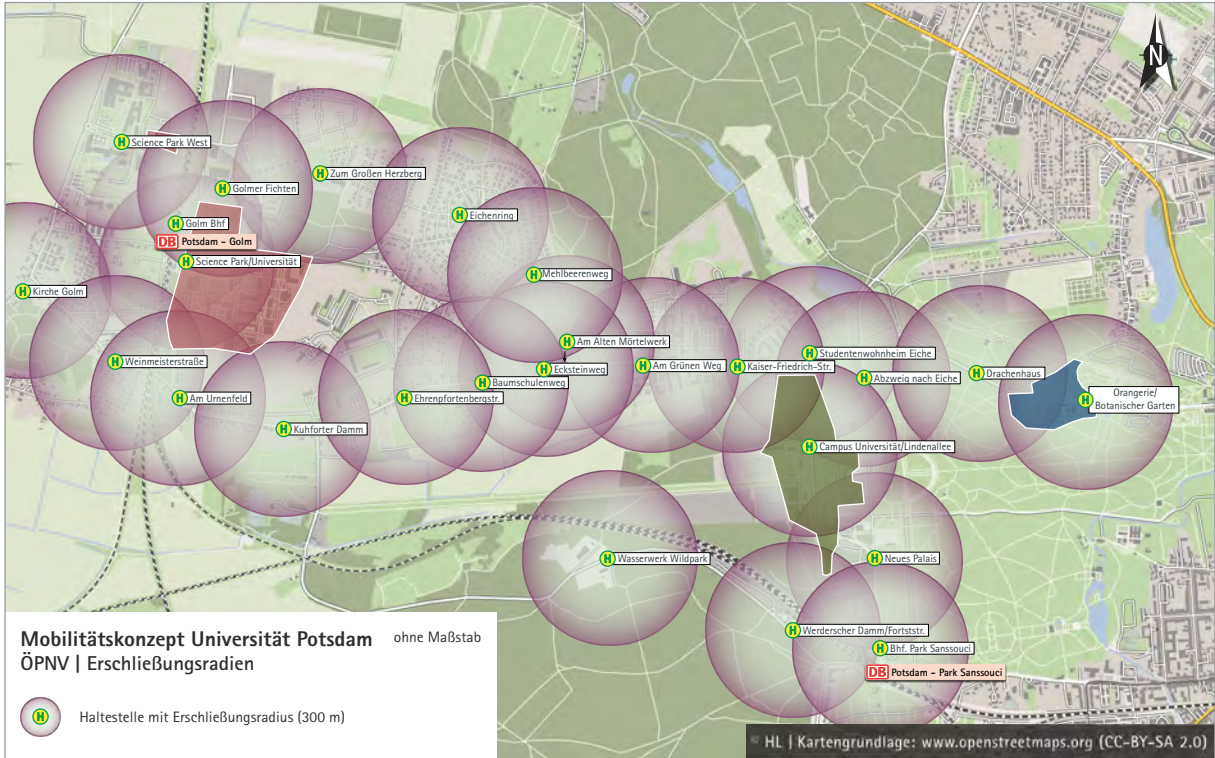 N
H Science Park West
H Zum Großen Herzberg
H Golmer Fichten
H Eichenring
H Golm Bhf
DB Potsdam - Golm
H Science Park/Universität
H Mehlbeerenweg
H Kirche Golm
H Am Alten Mörtelwerk
H Studentenwohnheim Eiche
H Weinmeisterstraße
H Ecksteinweg
H Am Grünen Weg
H Kaiser-Friedrich-Str.
H Drachenhaus
H Abzweig nach Eiche
H Baumschulenweg
H Am Urnenfeld
H Ehrenpfortenbergstr.
H Orangerie/
Botanischer Garten
H Kuhforter Damm
H Campus Universität/Lindenallee
H Wasserwerk Wildpark
H Neues Palais
H Werderscher Damm/Forststr.
H Bhf. Park Sanssouci
DB Potsdam - Park Sanssouci
Mobilitätskonzept Universität Potsdam ohne Maßstab
ÖPNV | Erschließungsradien
H Haltestelle mit Erschließungsradius (300 m)
© HL | Kartengrundlage: www.openstreetmaps.org (CC-BY-SA 2.0)